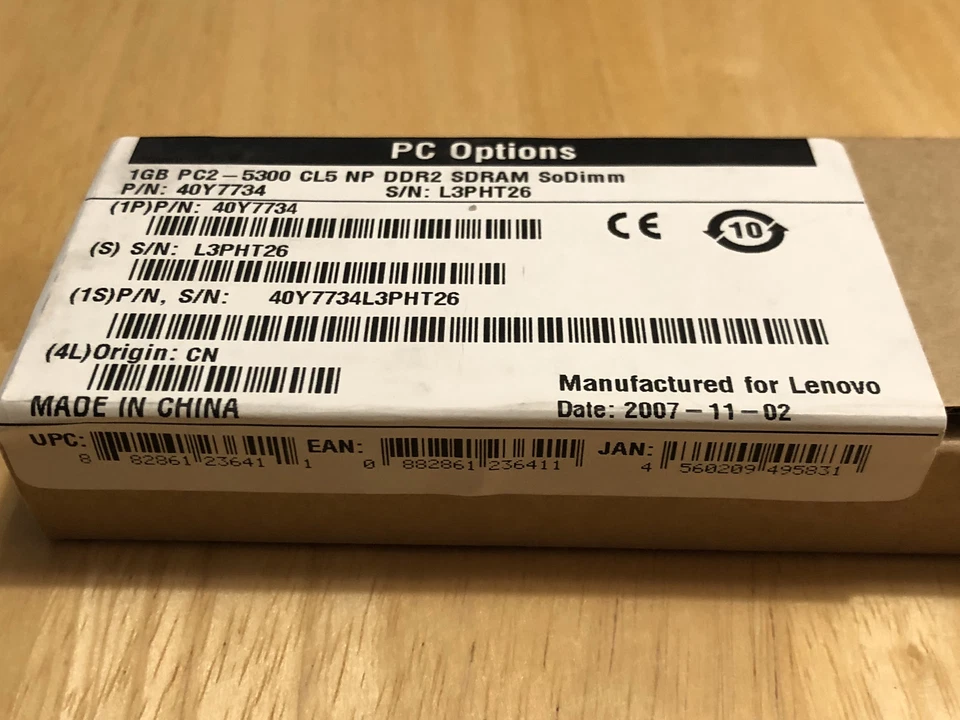 PC Options
1GB PC2-5300 CL5 NP DDR2 SDRAM SoDimm
P/N: 40Y7734 S/N: L3PHT26
(1P)P/N: 40Y7734
CE 10
(S) S/N: L3PHT26
(1S)P/N, S/N: 40Y7734L3PHT26
(4L)Origin: CN
Manufactured for Lenovo
MADE IN CHINA
Date: 2007-11-02
UPC: EAN: JAN:
8 82861 23641 1 0 882861 236411 4 560209 495831